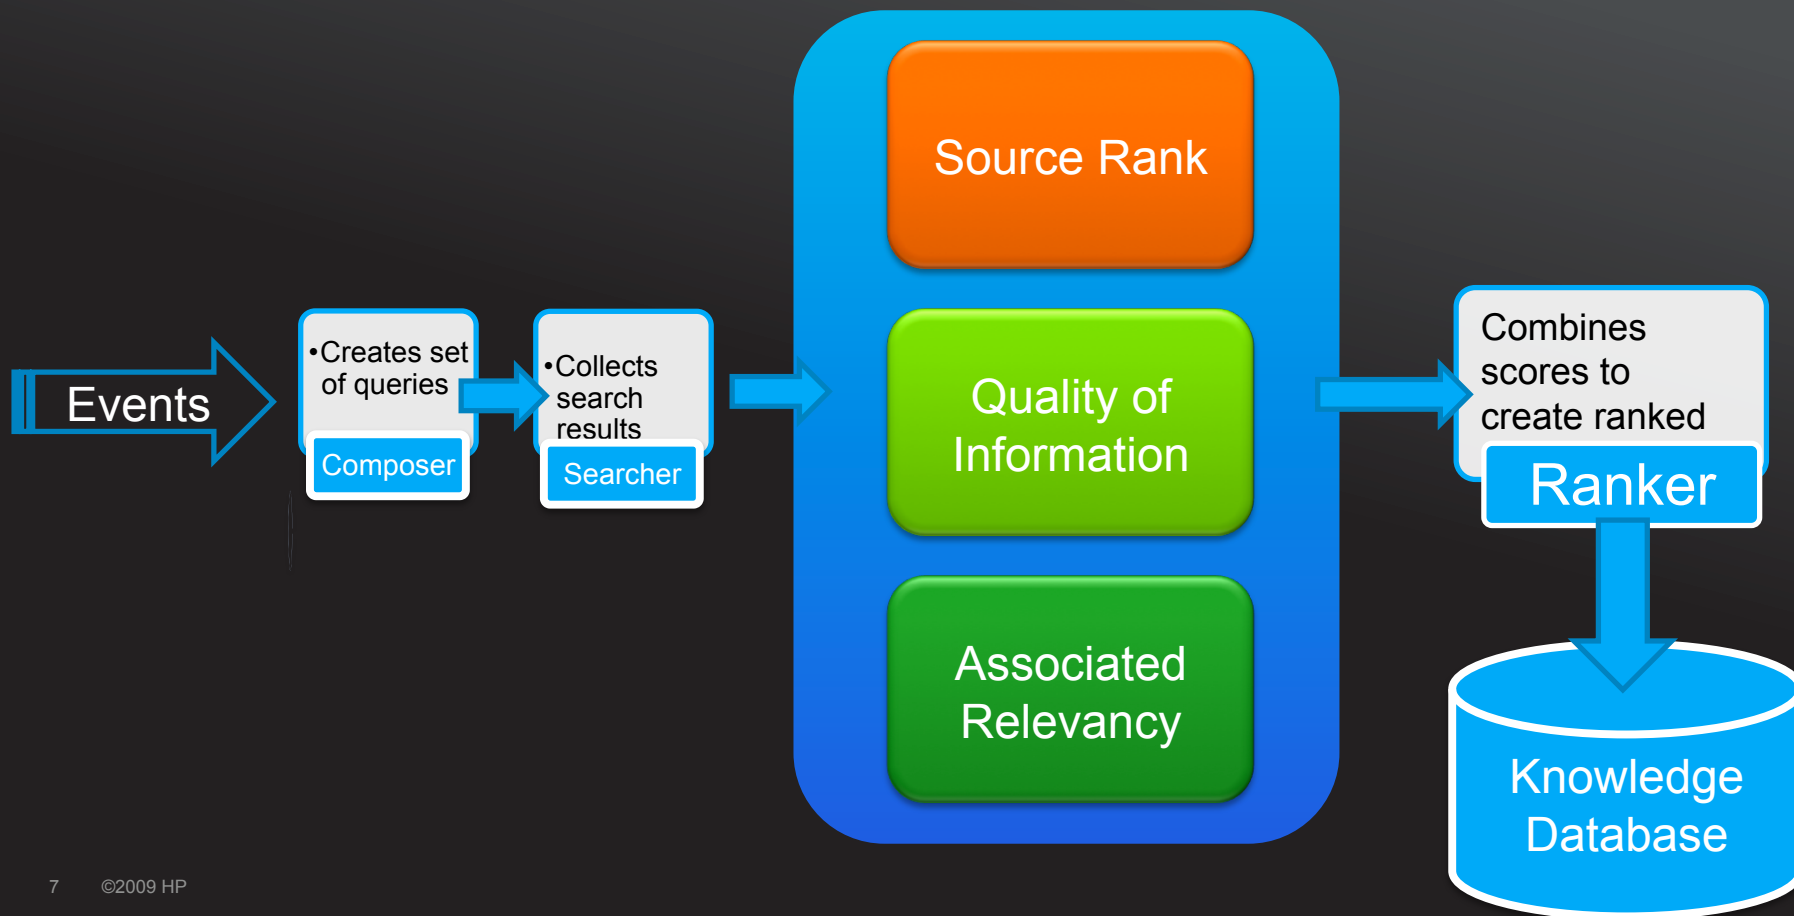 Events
•Creates set
of queries
Composer
•Collects
search
results
Searcher
Source Rank
Quality of
Information
Associated
Relevancy
Combines
scores to
create ranked
Ranker
Knowledge
Database
7 ©2009 HP